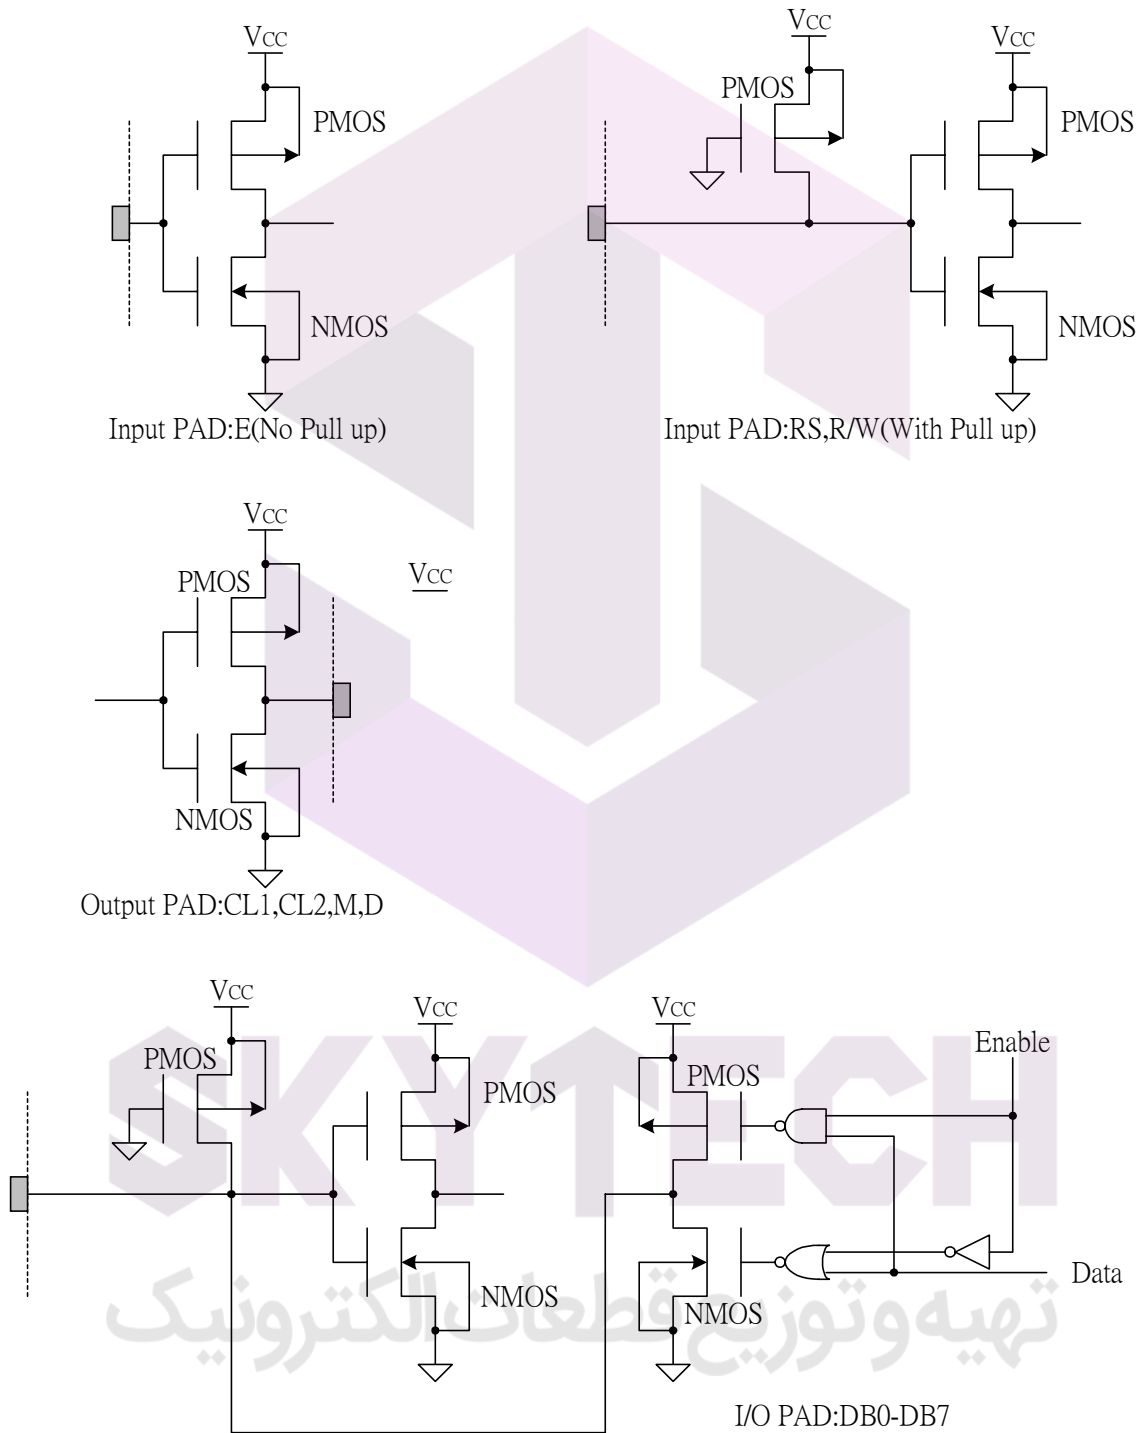 VCC
VCC
VCC
PMOS
PMOS
PMOS
NMOS
NMOS
Input PAD:E(No Pull up)
Input PAD:RS,R/W(With Pull up)
VCC
VCC
PMOS
NMOS
Output PAD:CL1,CL2,M,D
VCC
VCC
VCC
Enable
PMOS
PMOS
PMOS
SKYTECH
NMOS
NMOS
Data
تهیه و توزیع قطعات الکترونیک
I/O PAD:DB0-DB7